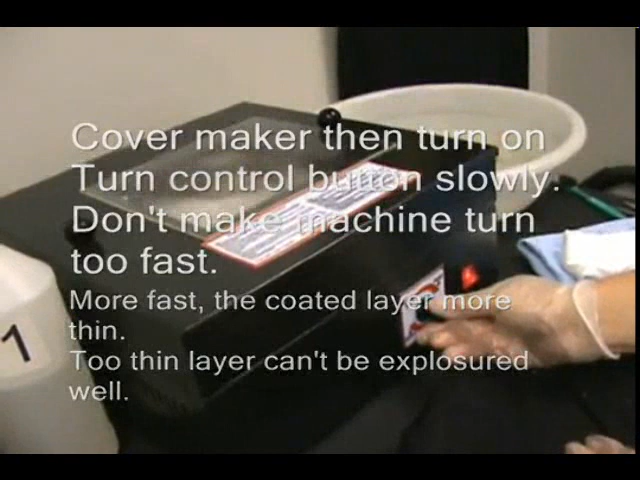 Cover maker then turn on
Turn control button slowly.
Don't make machine turn
too fast.
More fast, the coated layer more
thin.
Too thin layer can't be explosured
well.
1